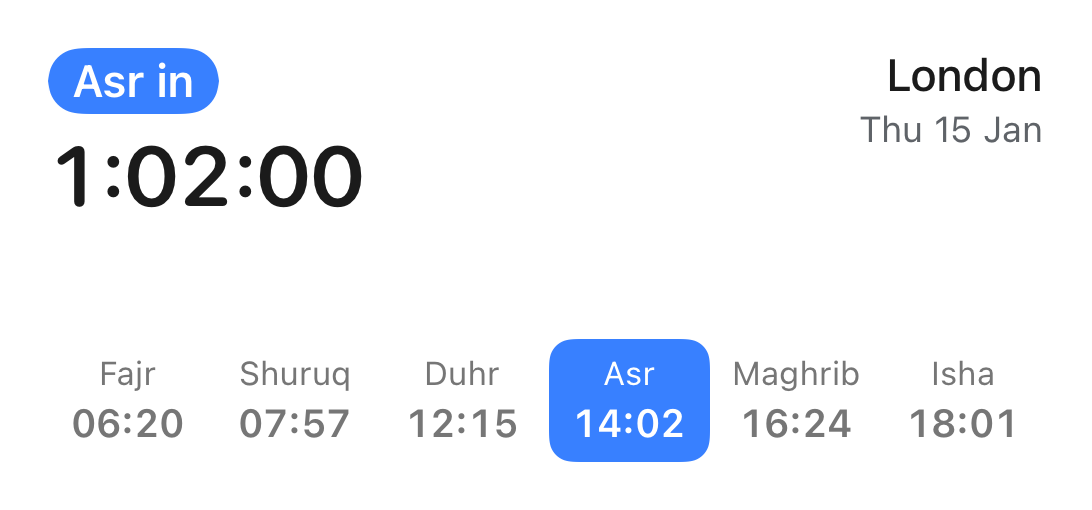 Asr in
1:02:00
London
Thu 15 Jan
Fajr Shuruq Duhr Asr Maghrib Isha
06:20 07:57 12:15 14:02 16:24 18:01